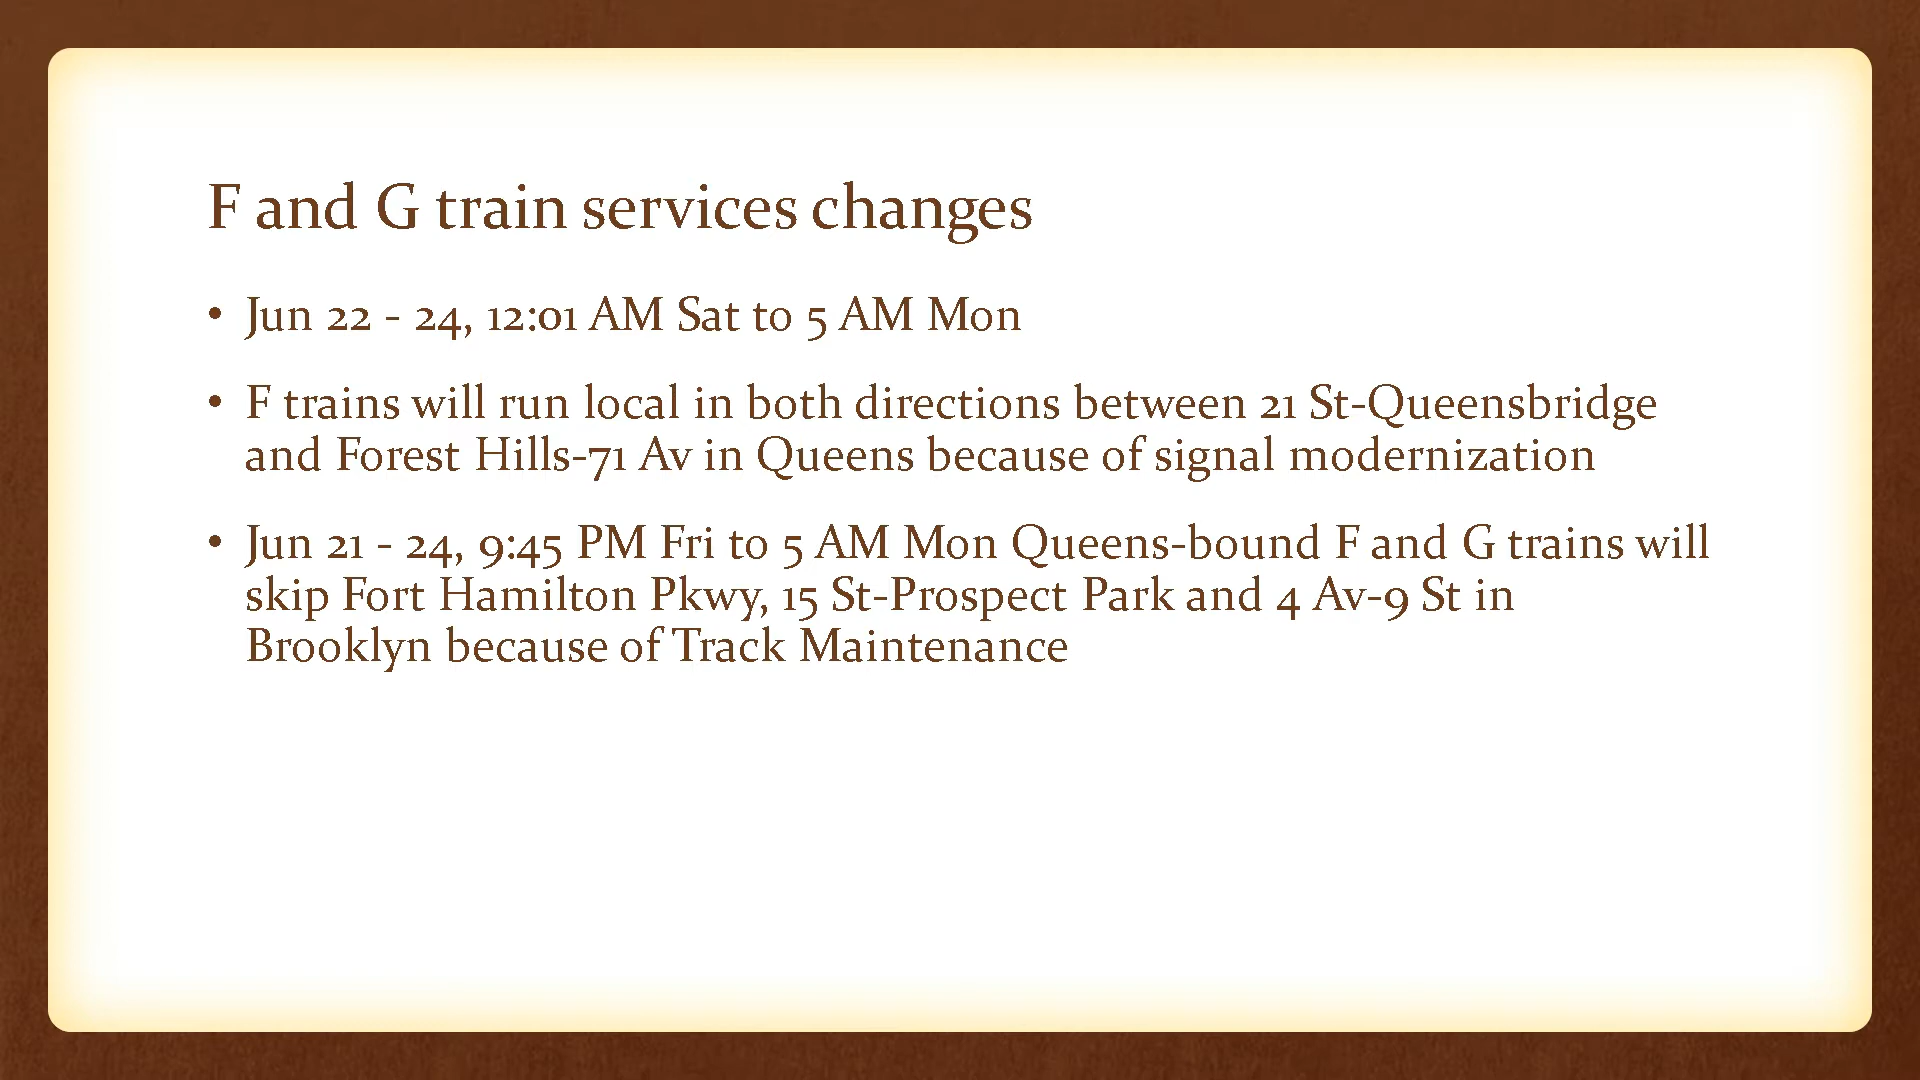 F and G train services changes
• Jun 22 - 24, 12:01 AM Sat to 5 AM Mon
• F trains will run local in both directions between 21 St-Queensbridge
and Forest Hills-71 Av in Queens because of signal modernization
• Jun 21 - 24, 9:45 PM Fri to 5 AM Mon Queens-bound F and G trains will
skip Fort Hamilton Pkwy, 15 St-Prospect Park and 4 Av-9 St in
Brooklyn because of Track Maintenance